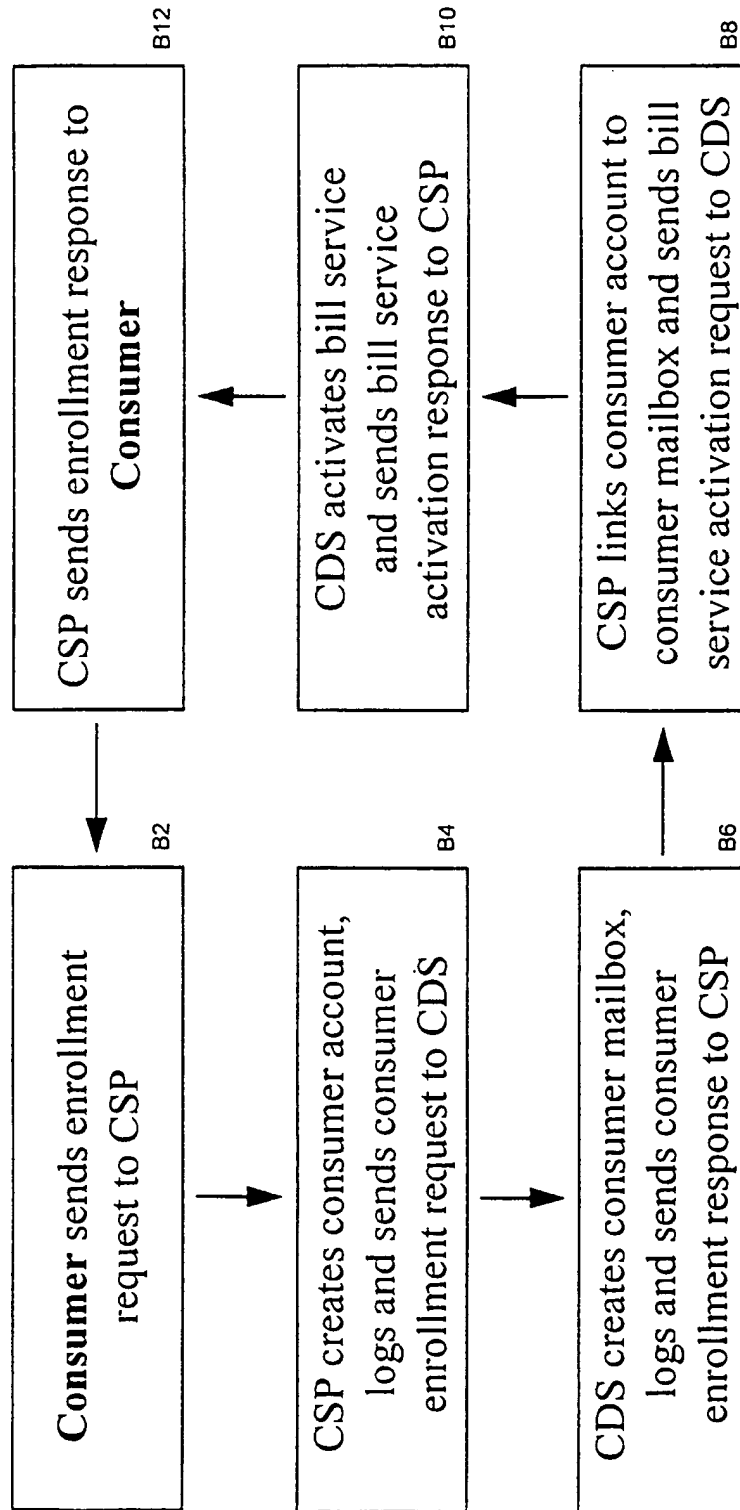 Consumer sends enrollment
request to CSP
B2
CSP creates consumer account,
logs and sends consumer
enrollment request to CDS
B4
CDS creates consumer mailbox,
logs and sends consumer
enrollment response to CSP
B6
CSP links consumer account to
consumer mailbox and sends bill
service activation request to CDS
B8
CDS activates bill service
and sends bill service
activation response to CSP
B10
CSP sends enrollment response to
Consumer
B12